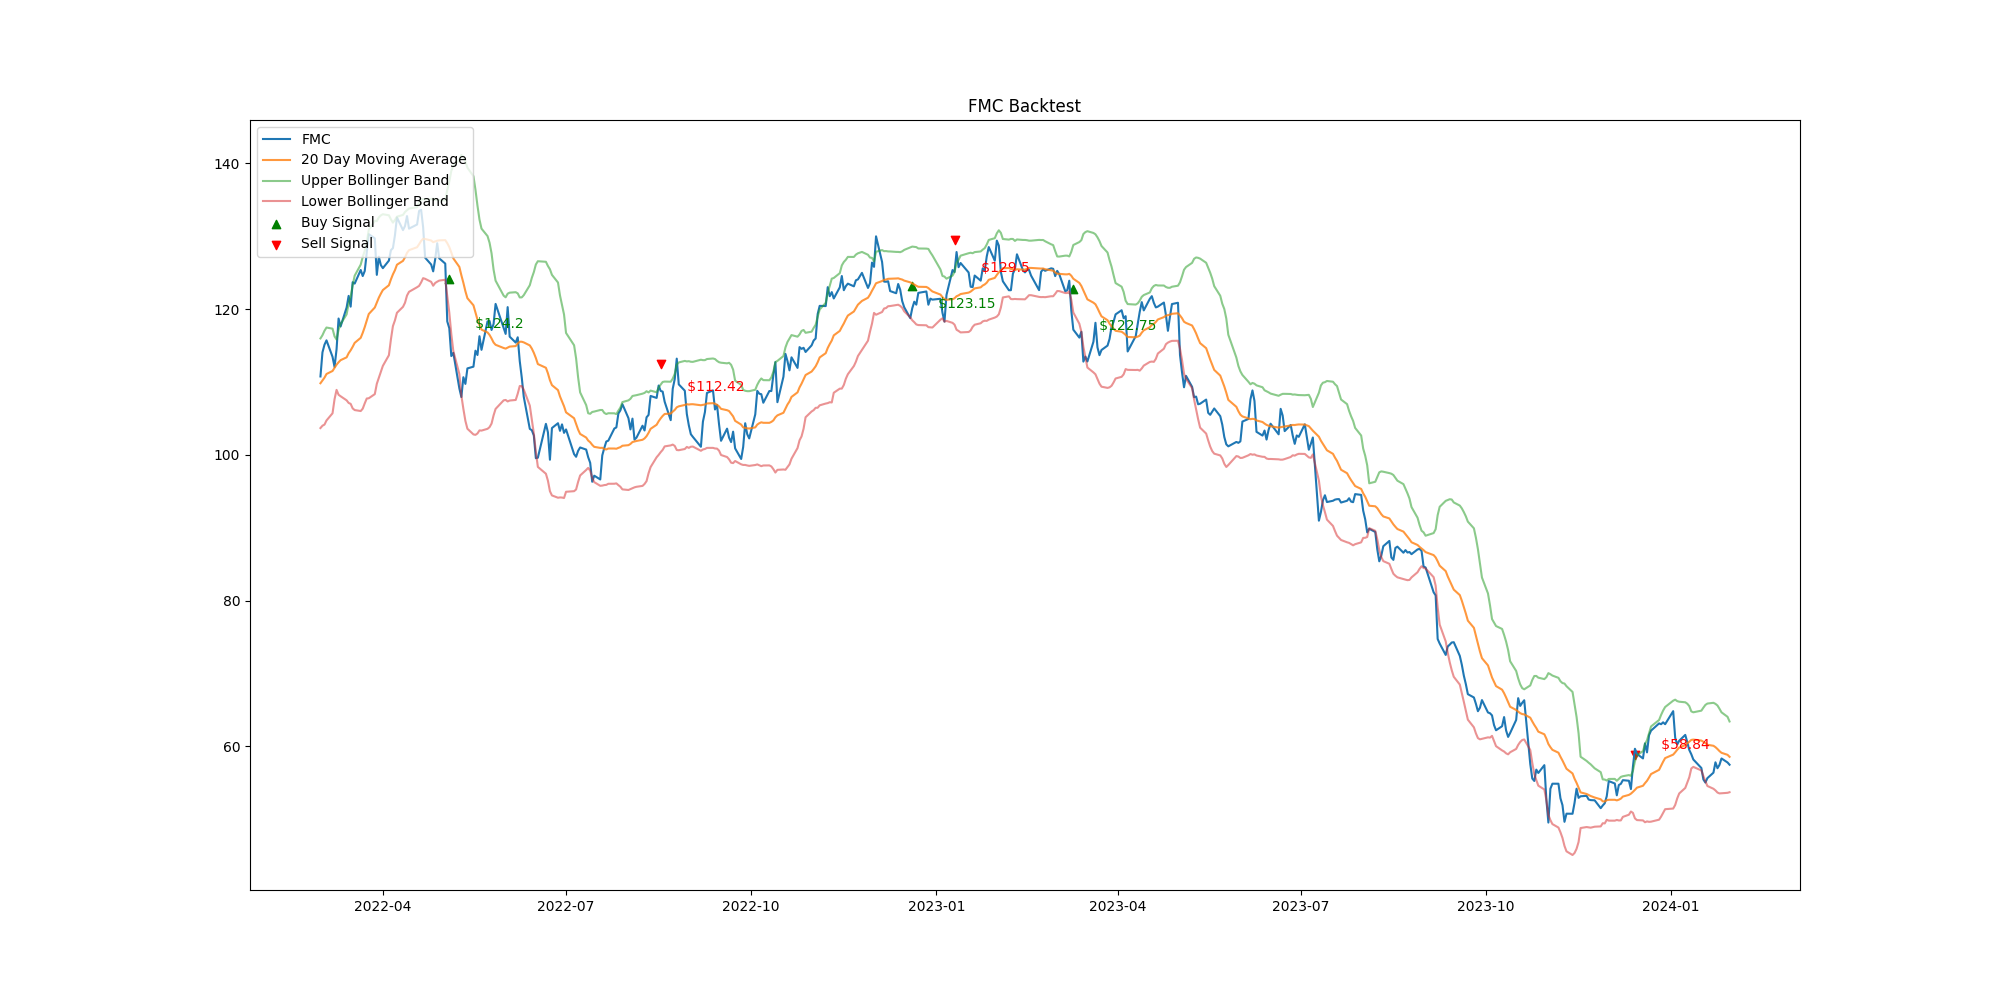 FMC Backtest
FMC
20 Day Moving Average
Upper Bollinger Band
Lower Bollinger Band
Buy Signal
Sell Signal
140
120
100
80
60
$124.2
$112.42
$123.15
$129.5
$122.75
$58.84
2022-04
2022-07
2022-10
2023-01
2023-04
2023-07
2023-10
2024-01